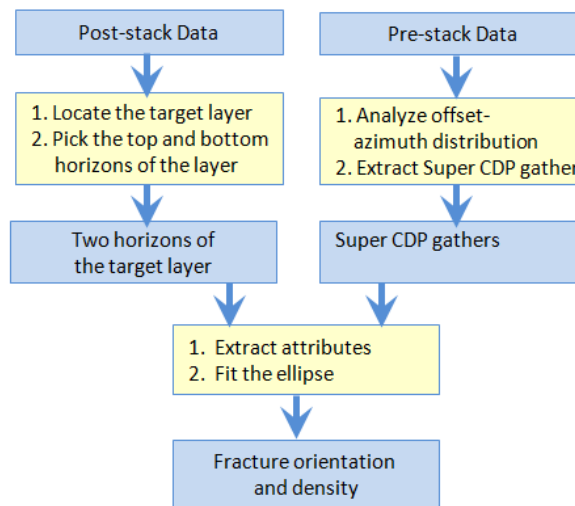 Post-stack Data
Pre-stack Data
1. Locate the target layer
2. Pick the top and bottom
horizons of the layer
1. Analyze offset-
azimuth distribution
2. Extract Super CDP gather
Two horizons of
the target layer
Super CDP gathers
1. Extract attributes
2. Fit the ellipse
Fracture orientation
and density